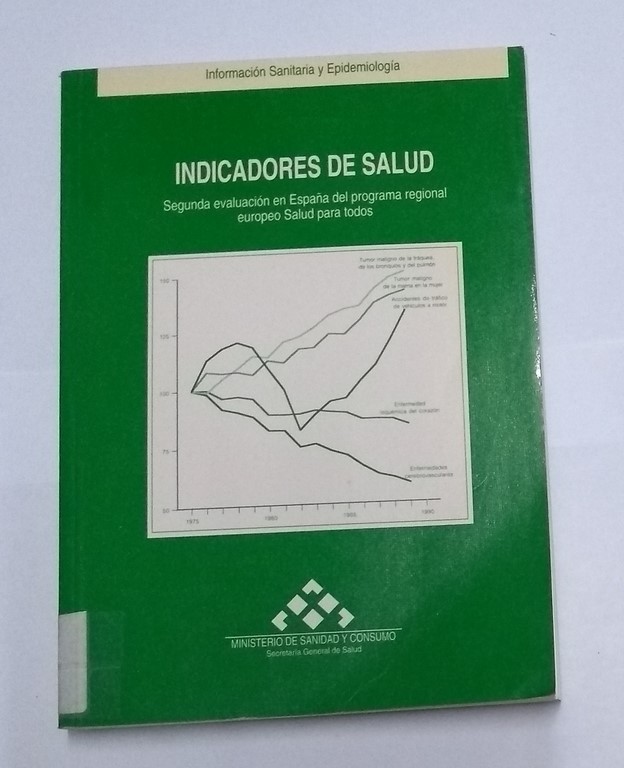 Información Sanitaria y Epidemiología
INDICADORES DE SALUD
Segunda evaluación en España del programa regional
europeo Salud para todos
Tumor maligno de la tráquea,
de los bronquios y del pulmón
Tumor maligno
de la mama en la mujer
Accidentes de tráfico
de vehículos a motor
Enfermedad
isquémica del corazón
Enfermedades
cerebrovasculares
150
125
100
75
50
1975
1980
1985
1990
MINISTERIO DE SANIDAD Y CONSUMO
Secretaría General de Salud